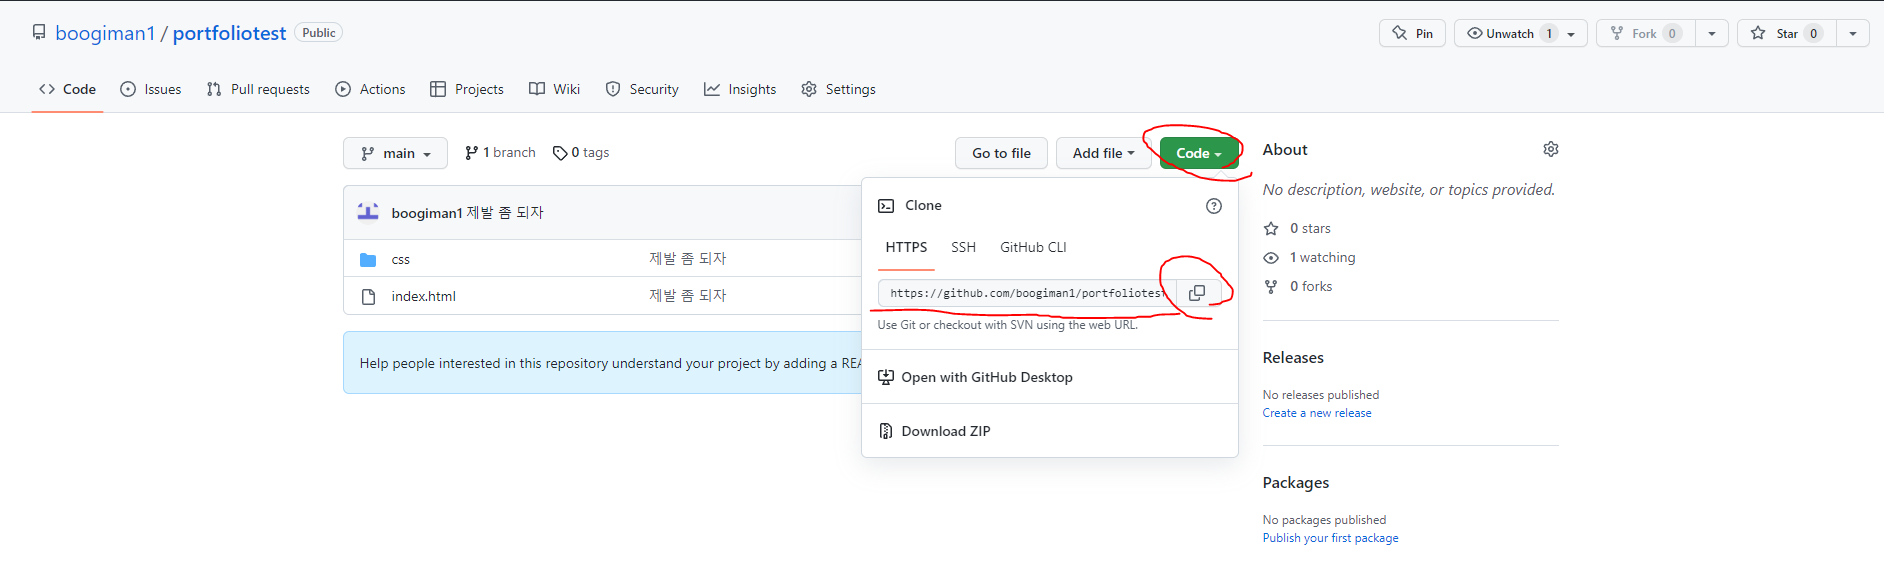 boogiman1 / portfoliotest Public
Pin Unwatch 1 Fork 0 Star 0
Code Issues Pull requests Actions Projects Wiki Security Insights Settings
main 1 branch 0 tags Go to file Add file Code
About
No description, website, or topics provided.
0 stars
1 watching
0 forks
Releases
No releases published
Create a new release
Packages
No packages published
Publish your first package
boogiman1 제발 좀 되자
css 제발 좀 되자
index.html 제발 좀 되자
Help people interested in this repository understand your project by adding a REA
Clone
HTTPS SSH GitHub CLI
https://github.com/boogiman1/portfoliotest
Use Git or checkout with SVN using the web URL.
Open with GitHub Desktop
Download ZIP